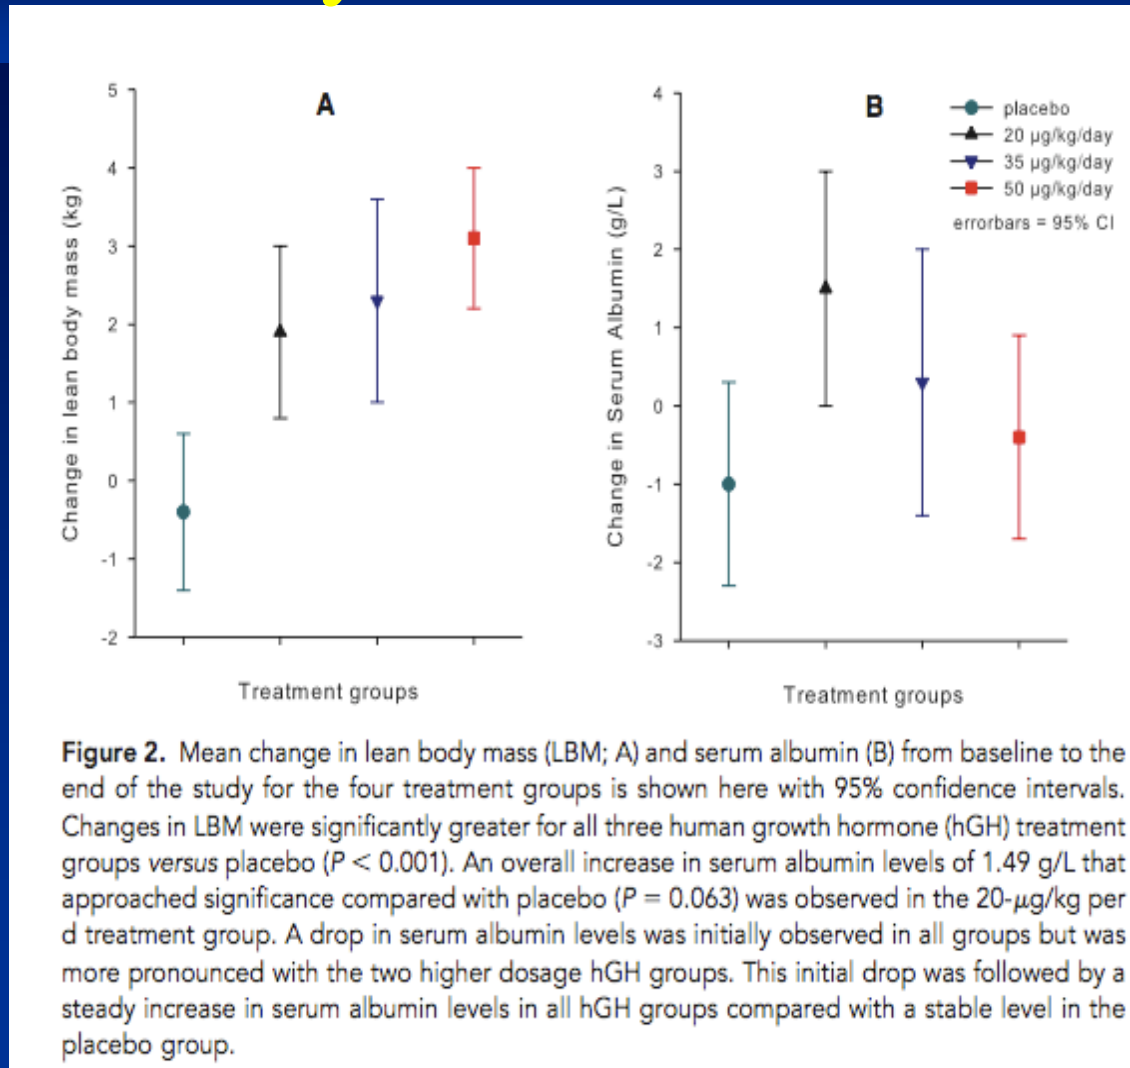 A
Change in lean body mass (kg)
5
4
3
2
1
0
-1
-2
Treatment groups
B
Change in Serum Albumin (g/L)
4
3
2
1
0
-1
-2
-3
Treatment groups
placebo
20 µg/kg/day
35 µg/kg/day
50 µg/kg/day
errorbars = 95% CI
Figure 2. Mean change in lean body mass (LBM; A) and serum albumin (B) from baseline to the
end of the study for the four treatment groups is shown here with 95% confidence intervals.
Changes in LBM were significantly greater for all three human growth hormone (hGH) treatment
groups versus placebo (P < 0.001). An overall increase in serum albumin levels of 1.49 g/L that
approached significance compared with placebo (P = 0.063) was observed in the 20-µg/kg per
d treatment group. A drop in serum albumin levels was initially observed in all groups but was
more pronounced with the two higher dosage hGH groups. This initial drop was followed by a
steady increase in serum albumin levels in all hGH groups compared with a stable level in the
placebo group.